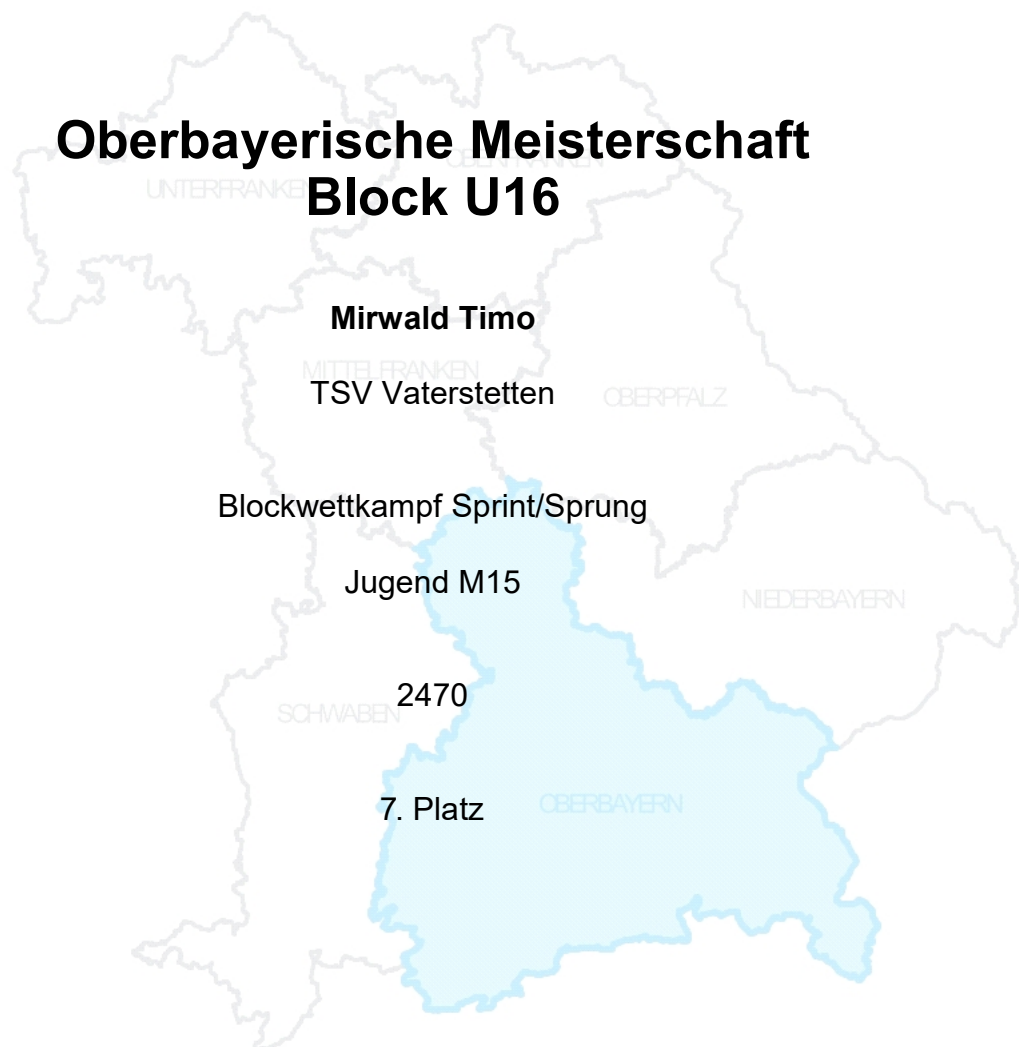 Oberbayerische Meisterschaft
OBERFRANKEN
UNTERFRANKEN
Block U16
Mirwald Timo
MITTELFRANKEN
TSV Vaterstetten
OBERPFALZ
Blockwettkampf Sprint/Sprung
Jugend M15
NIEDERBAYERN
2470
SCHWABEN
7. Platz
OBERBAYERN